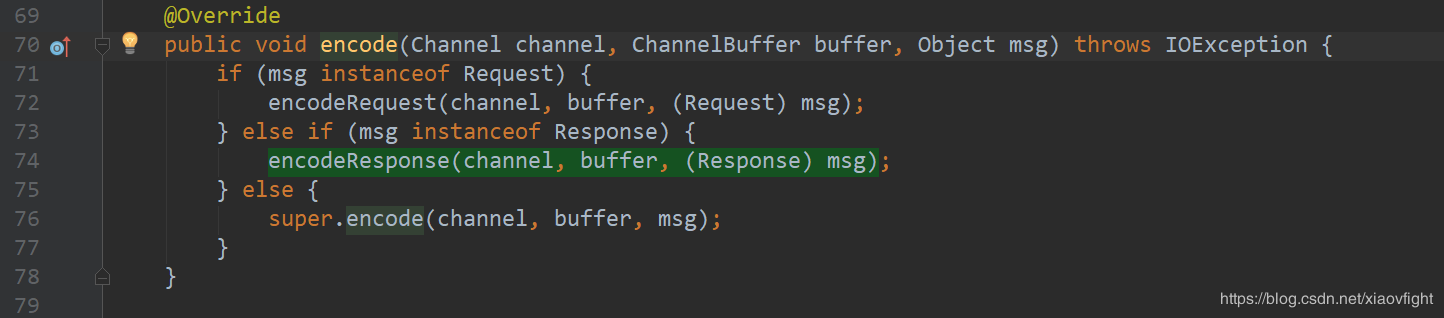 69 @Override
70 public void encode(Channel channel, ChannelBuffer buffer, Object msg) throws IOException {
71 if (msg instanceof Request) {
72 encodeRequest(channel, buffer, (Request) msg);
73 } else if (msg instanceof Response) {
74 encodeResponse(channel, buffer, (Response) msg);
75 } else {
76 super.encode(channel, buffer, msg);
77 }
78 }
79
https://blog.csdn.net/xiaovfight